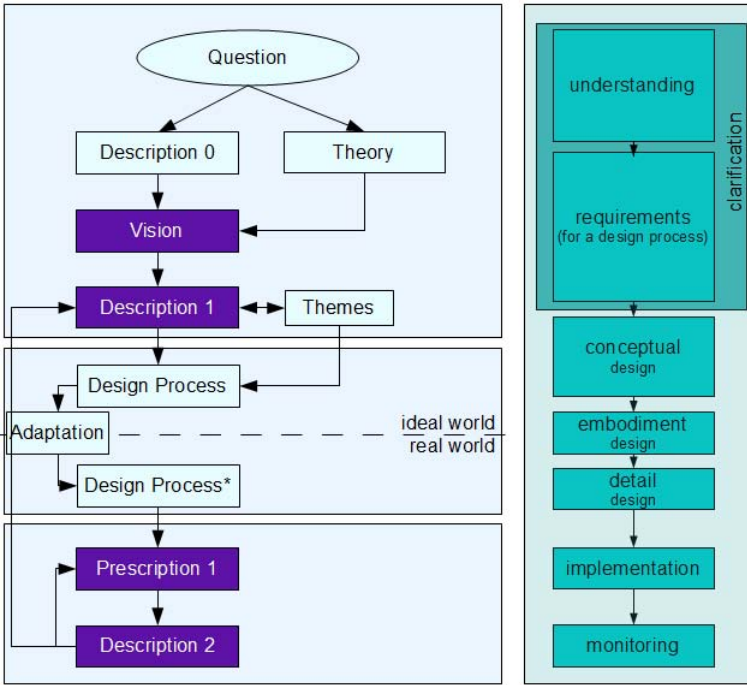 Question
Description 0
Theory
Vision
Description 1
Themes
Design Process
Adaptation
ideal world
real world
Design Process*
Prescription 1
Description 2
understanding
requirements
(for a design process)
clarification
conceptual
design
embodiment
design
detail
design
implementation
monitoring